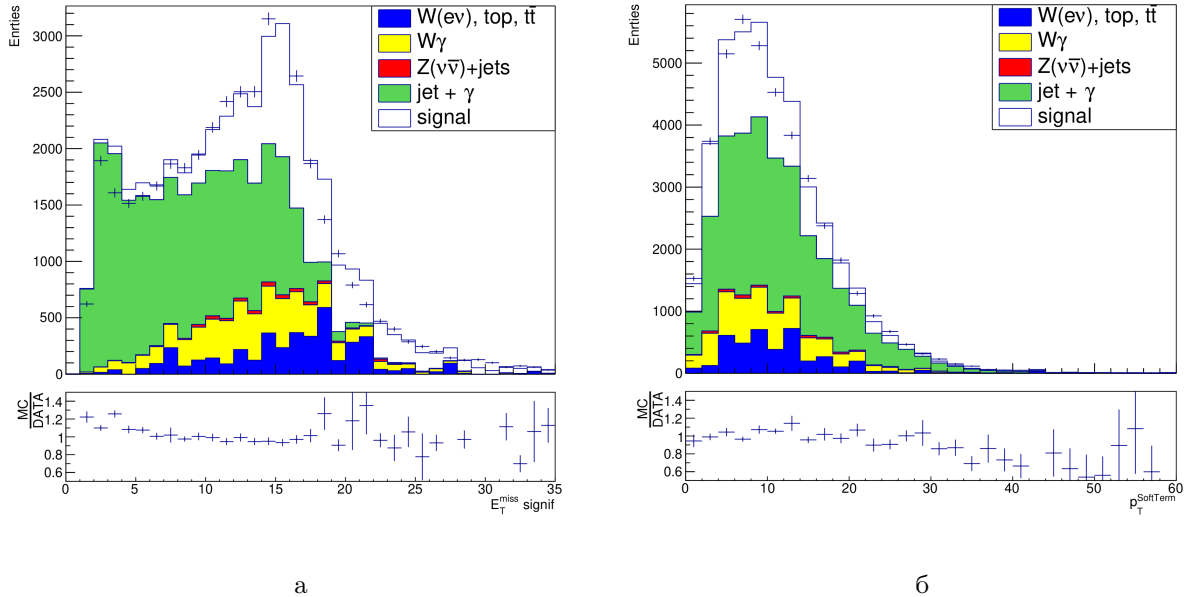 Enrties
3000
2500
2000
1500
1000
500
0
W(eν), top, tt̄
Wγ
Z(νν̄)+jets
jet + γ
signal
MC
DATA
1.4
1.2
1
0.8
0.6
0 5 10 15 20 25 30 35
E_T^miss signif
а
Enrties
5000
4000
3000
2000
1000
0
W(eν), top, tt̄
Wγ
Z(νν̄)+jets
jet + γ
signal
MC
DATA
1.4
1.2
1
0.8
0.6
0 10 20 30 40 50 60
p_T^SoftTerm
б